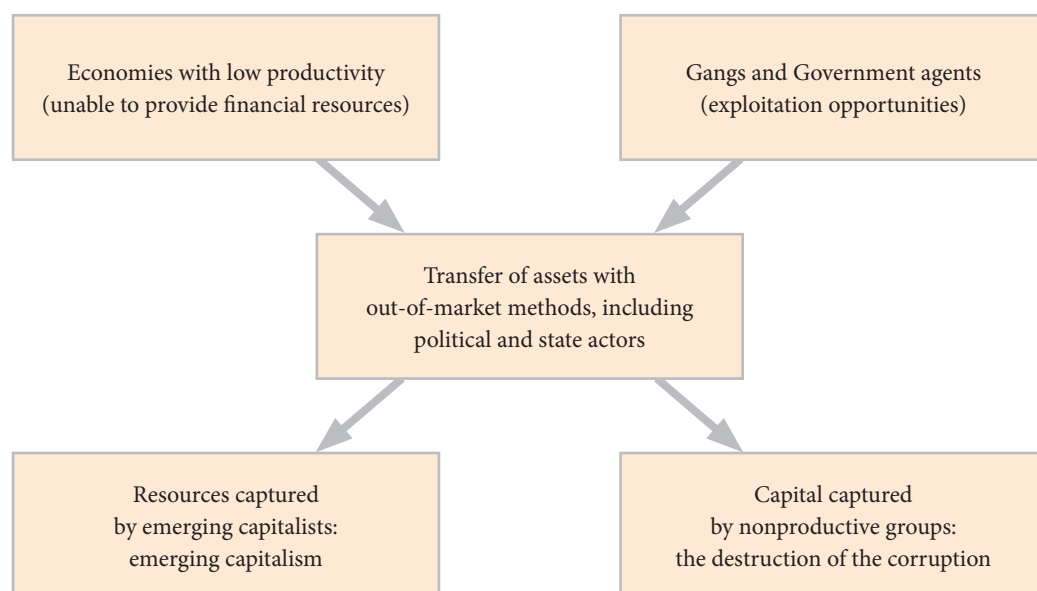 Economies with low productivity
(unable to provide financial resources)
Gangs and Government agents
(exploitation opportunities)
Transfer of assets with
out-of-market methods, including
political and state actors
Resources captured
by emerging capitalists:
emerging capitalism
Capital captured
by nonproductive groups:
the destruction of the corruption